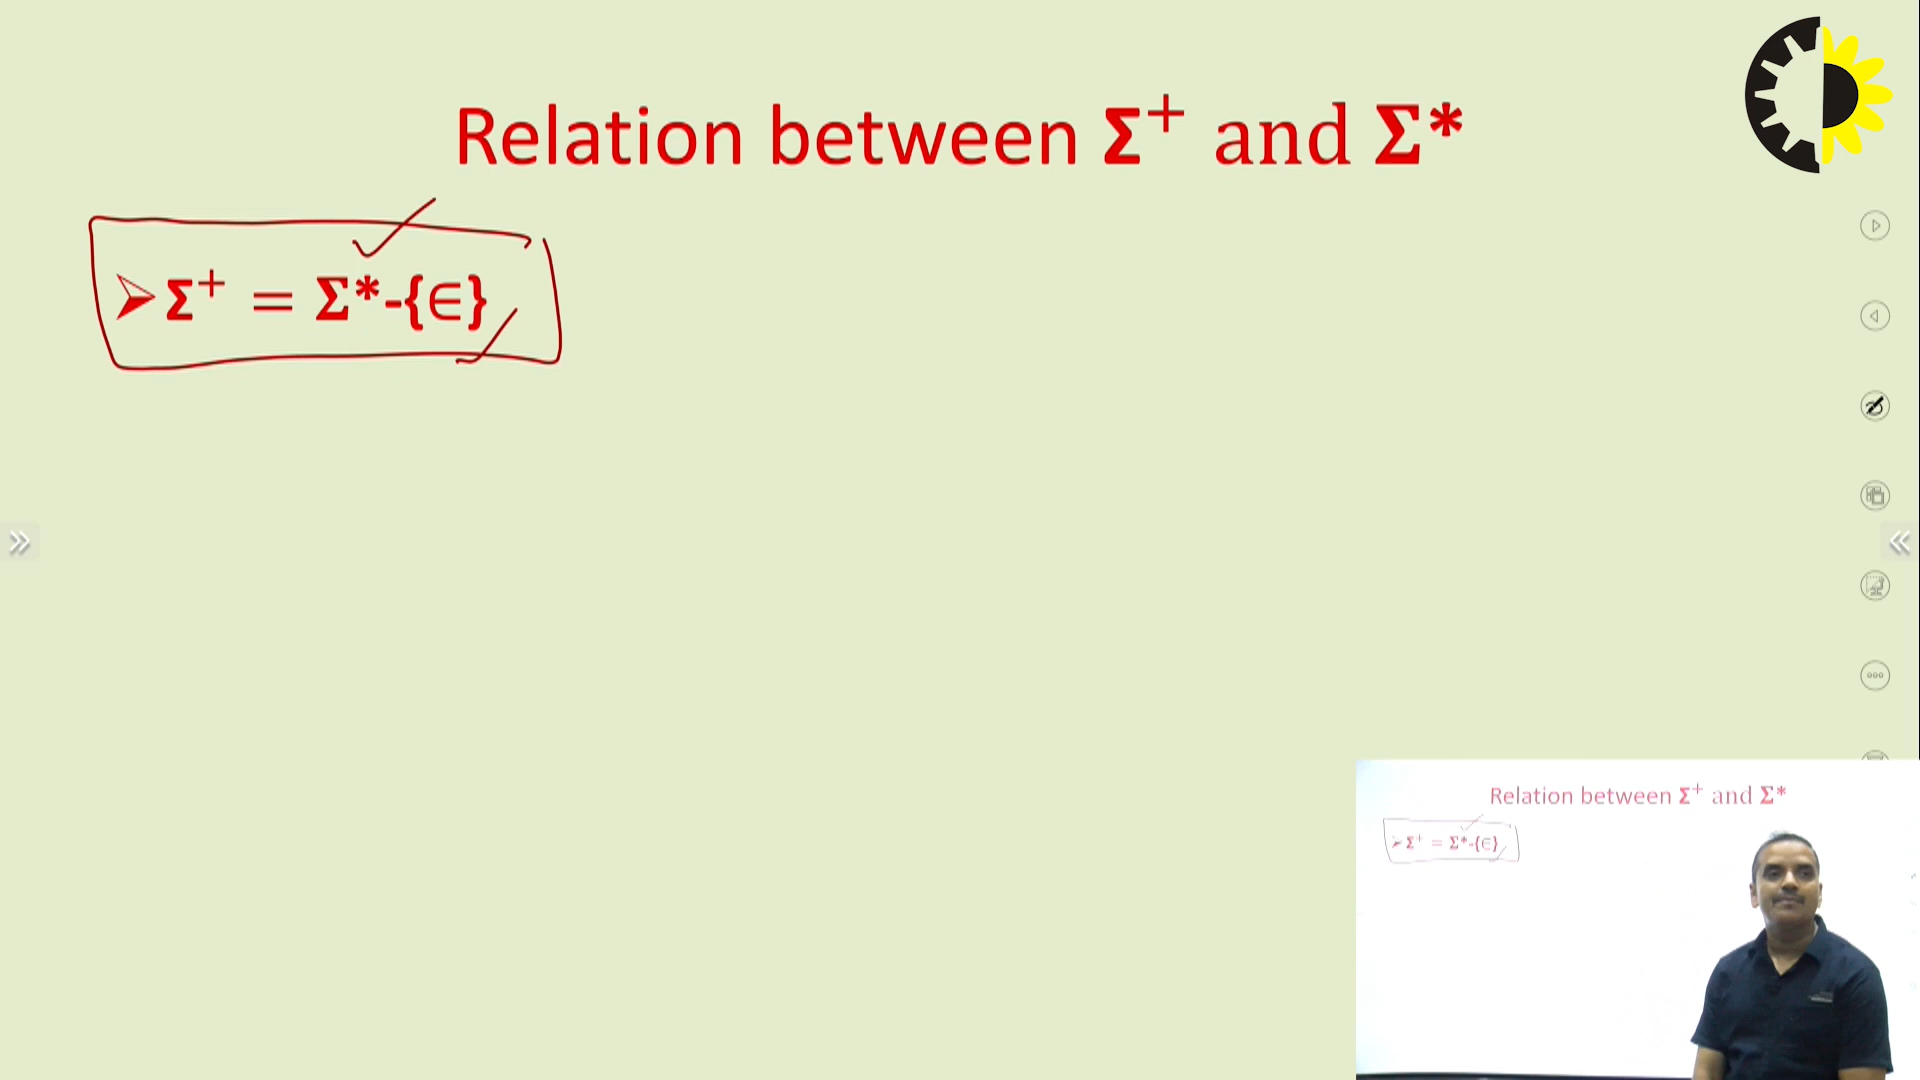 Relation between Σ⁺ and Σ*
➢Σ⁺ = Σ*-{∈}
Relation between Σ⁺ and Σ*
➢Σ⁺ = Σ*-{∈}